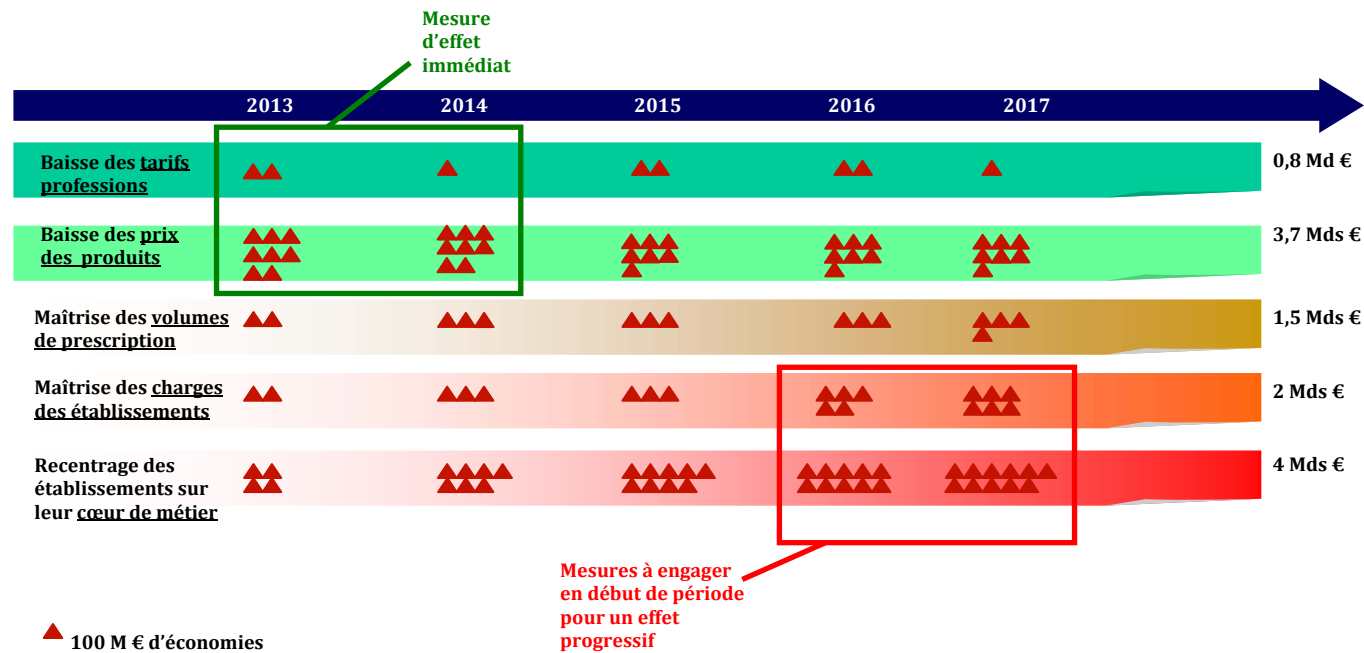 Mesure
d'effet
immédiat
2013 2014 2015 2016 2017
Baisse des tarifs
professions
0,8 Md €
Baisse des prix
des produits
3,7 Mds €
Maîtrise des volumes
de prescription
1,5 Mds €
Maîtrise des charges
des établissements
2 Mds €
Recentrage des
établissements sur
leur cœur de métier
4 Mds €
Mesures à engager
en début de période
pour un effet
progressif
100 M € d'économies